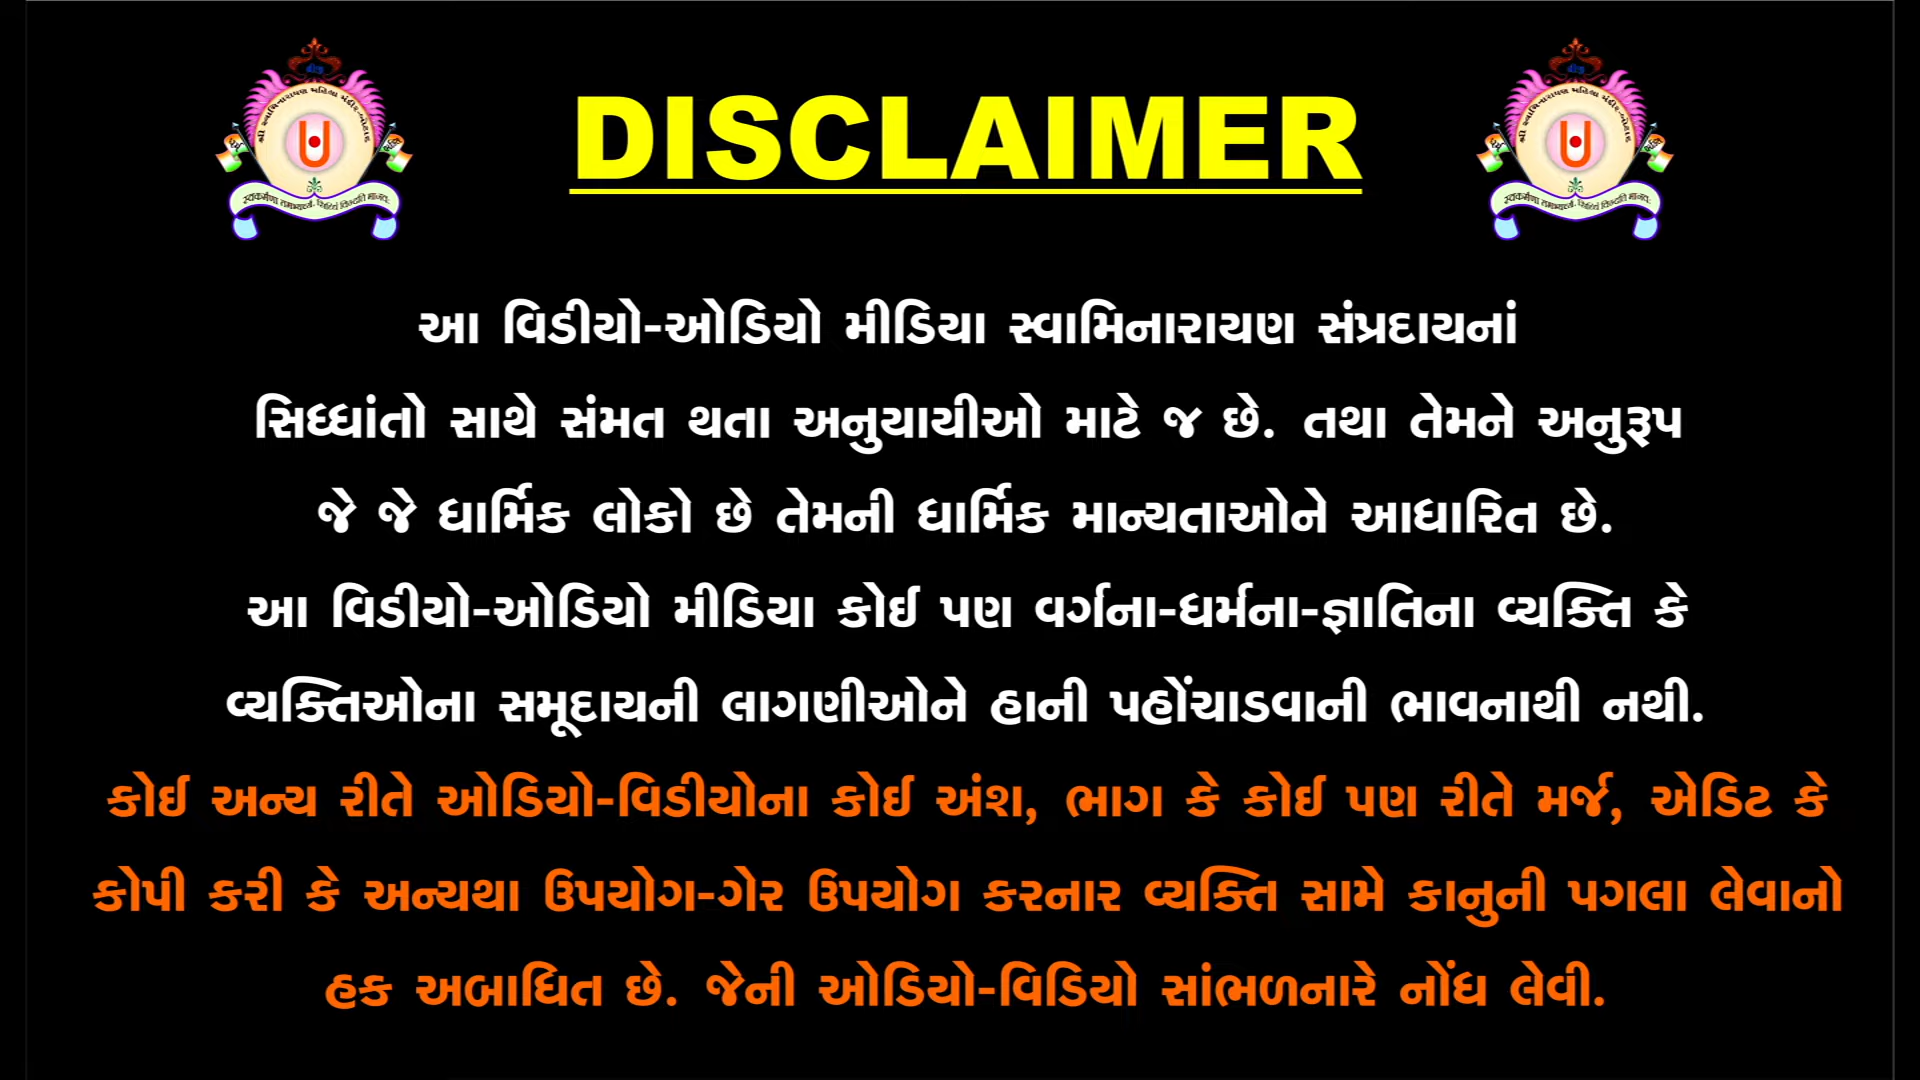 DISCLAIMER
આ વિડીયો-ઓડિયો મીડિયા સ્વામિનારાયણ સંપ્રદાયનાં
સિધ્ધાંતો સાથે સંમત થતા અનુયાયીઓ માટે જ છે. તથા તેમને અનુરૂપ
જે જે ધાર્મિક લોકો છે તેમની ધાર્મિક માન્યતાઓને આધારિત છે.
આ વિડીયો-ઓડિયો મીડિયા કોઈ પણ વર્ગના-ધર્મના-જ્ઞાતિના વ્યક્તિ કે
વ્યક્તિઓના સમૂદાયની લાગણીઓને હાની પહોંચાડવાની ભાવનાથી નથી.
કોઈ અન્ય રીતે ઓડિયો-વિડીયોના કોઈ અંશ, ભાગ કે કોઈ પણ રીતે મર્જ, એડિટ કે
કોપી કરી કે અન્યથા ઉપયોગ-ગેર ઉપયોગ કરનાર વ્યક્તિ સામે કાનુની પગલા લેવાનો
હક અબાધિત છે. જેની ઓડિયો-વિડિયો સાંભળનારે નોંધ લેવી.